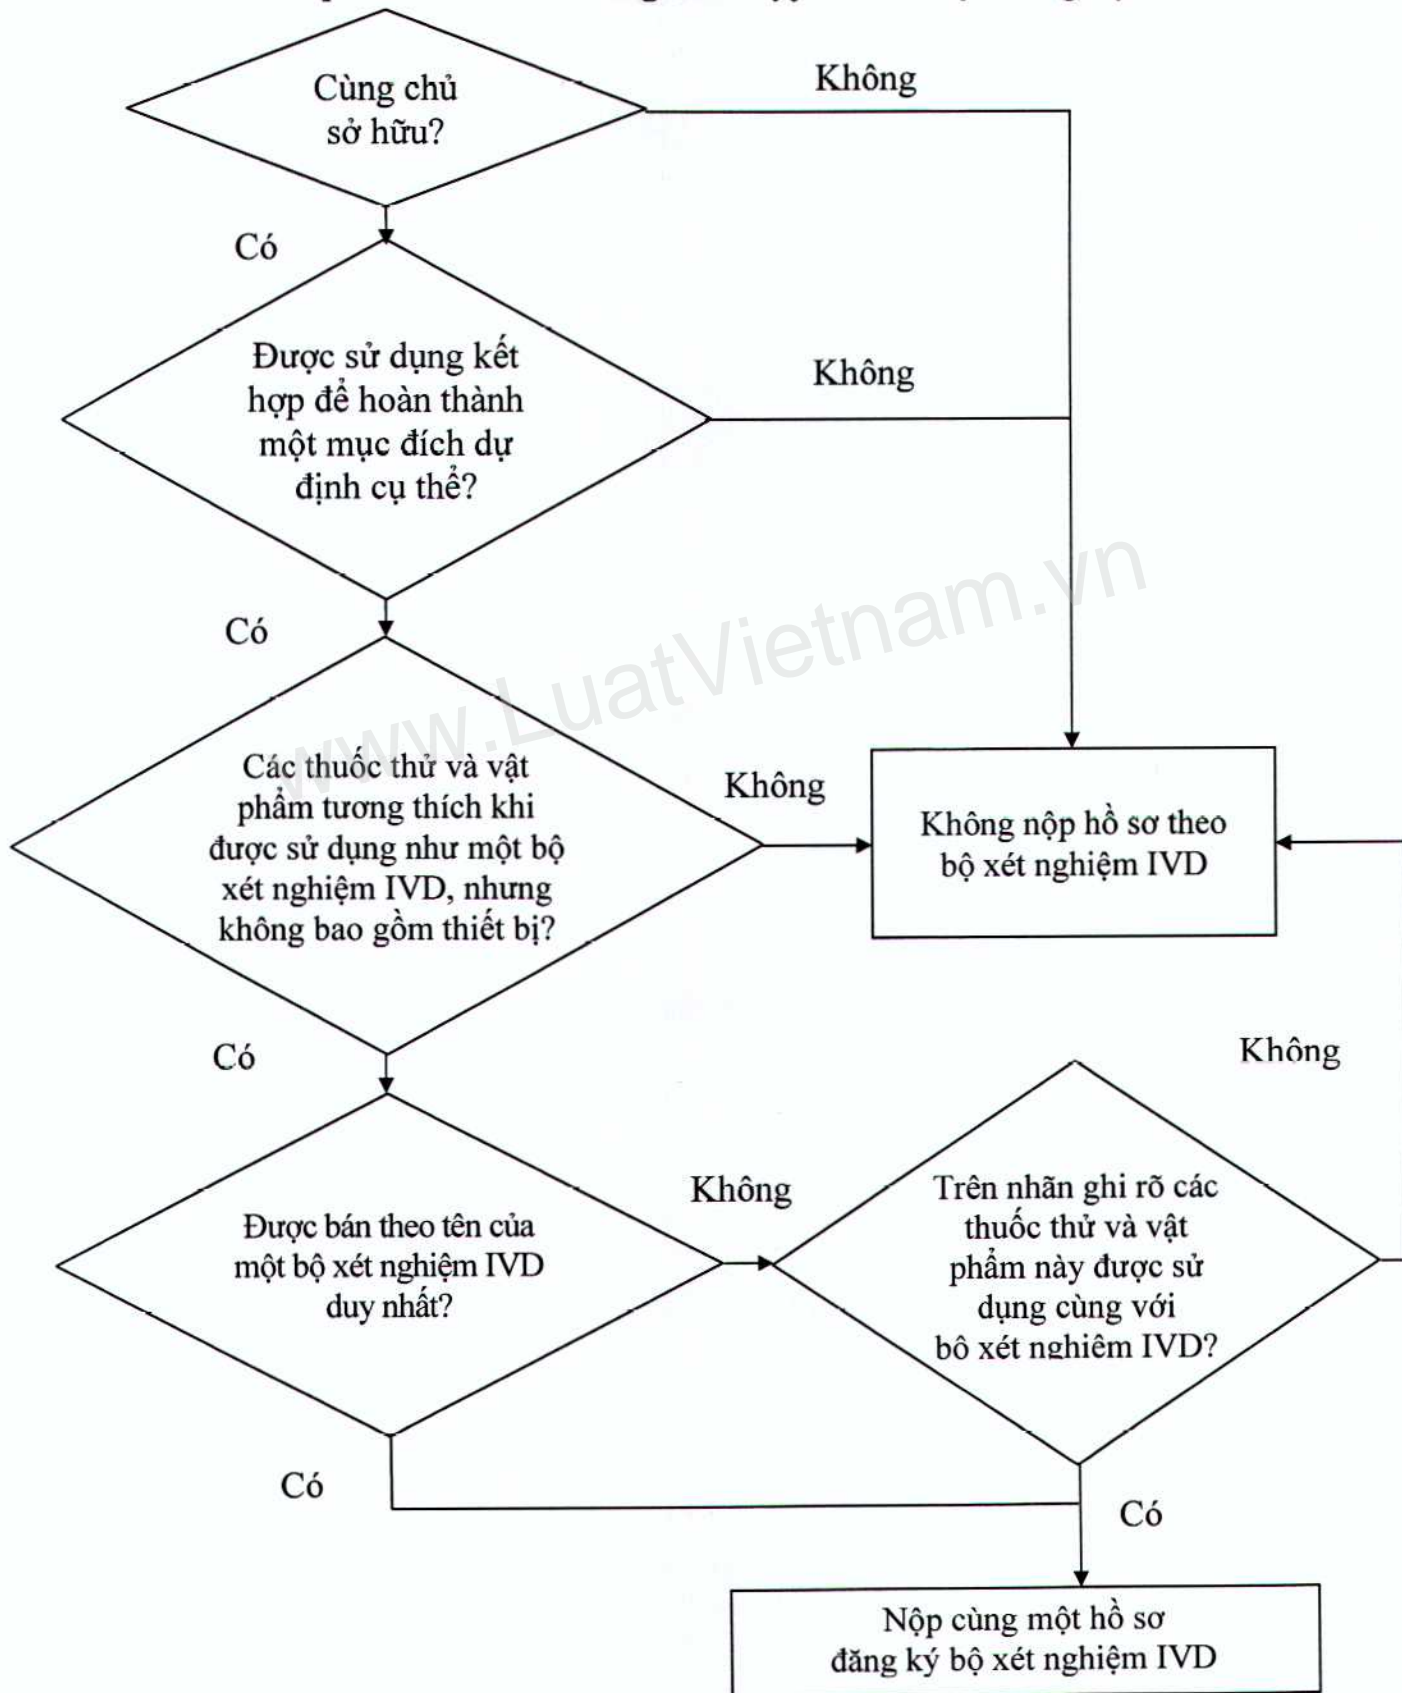 Cùng chủ
sở hữu?
Không
Có
Được sử dụng kết
hợp để hoàn thành
một mục đích dự
định cụ thể?
Không
Có
www.LuatVietnam.vn
Các thuốc thử và vật
phẩm tương thích khi
được sử dụng như một bộ
xét nghiệm IVD, nhưng
không bao gồm thiết bị?
Không
Không nộp hồ sơ theo
bộ xét nghiệm IVD
Có
Không
Được bán theo tên của
một bộ xét nghiệm IVD
duy nhất?
Không
Trên nhãn ghi rõ các
thuốc thử và vật
phẩm này được sử
dụng cùng với
bộ xét nghiệm IVD?
Có
Có
Nộp cùng một hồ sơ
đăng ký bộ xét nghiệm IVD